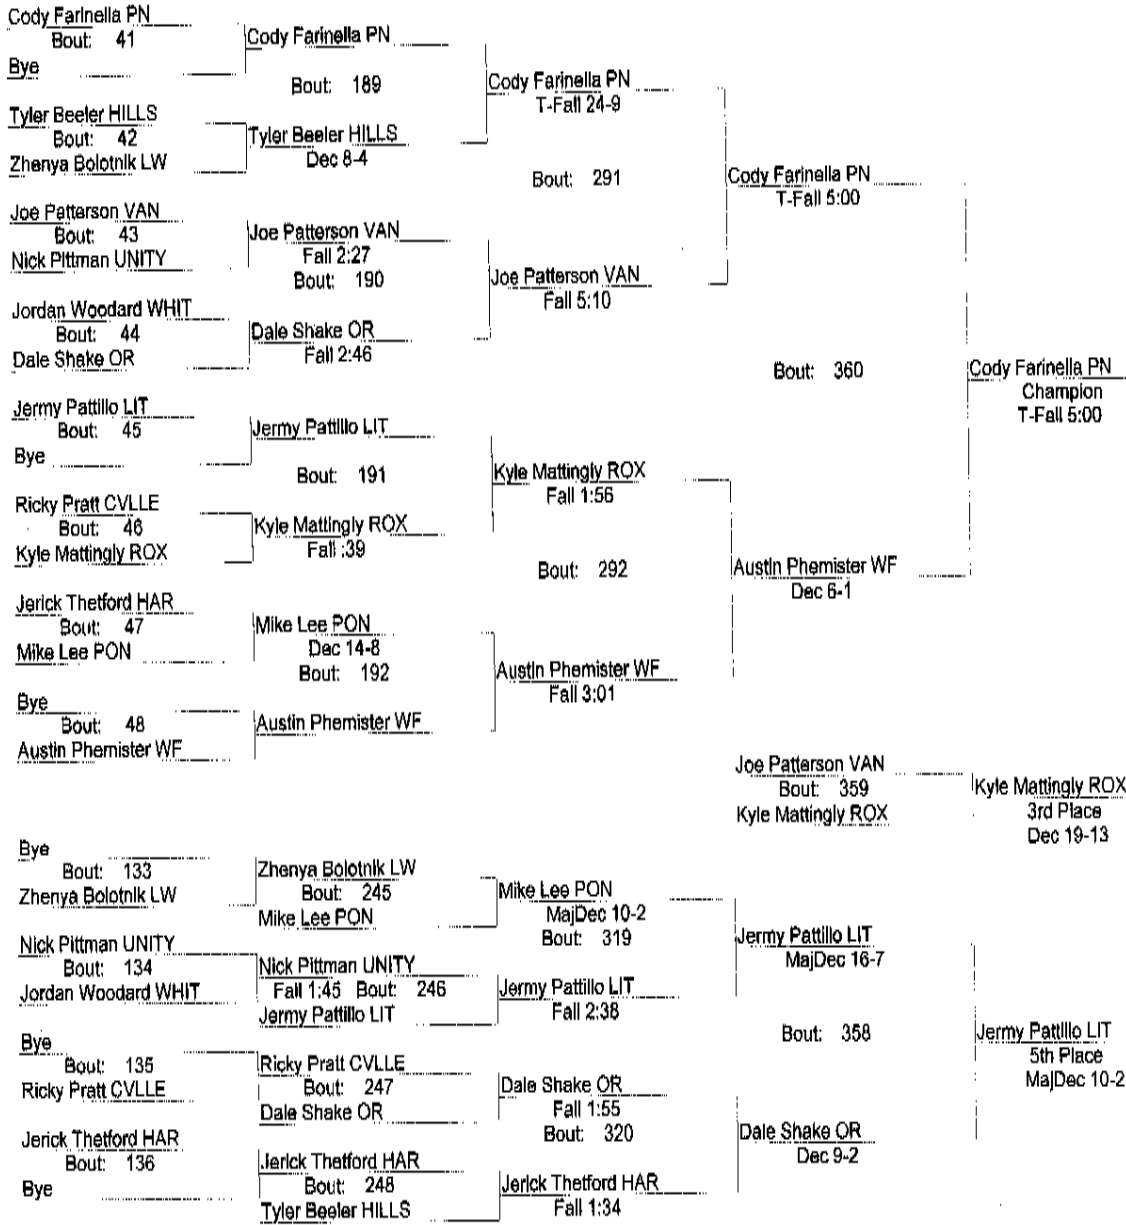 Cody Farinella PN
Bout: 41
Bye
Cody Farinella PN
Bout: 189
Tyler Beeler HILLS
Bout: 42
Zhenya Bolotnik LW
Tyler Beeler HILLS
Dec 8-4
Cody Farinella PN
T-Fall 24-9
Bout: 291
Joe Patterson VAN
Bout: 43
Nick Pittman UNITY
Joe Patterson VAN
Fall 2:27
Bout: 190
Jordan Woodard WHIT
Bout: 44
Dale Shake OR
Dale Shake OR
Fall 2:46
Joe Patterson VAN
Fall 5:10
Cody Farinella PN
T-Fall 5:00
Bout: 360
Cody Farinella PN
Champion
T-Fall 5:00
Jermy Pattillo LIT
Bout: 45
Bye
Jermy Pattillo LIT
Bout: 191
Ricky Pratt CVLLE
Bout: 46
Kyle Mattingly ROX
Kyle Mattingly ROX
Fall :39
Kyle Mattingly ROX
Fall 1:56
Bout: 292
Jerick Thetford HAR
Bout: 47
Mike Lee PON
Mike Lee PON
Dec 14-8
Bout: 192
Bye
Bout: 48
Austin Phemister WF
Austin Phemister WF
Austin Phemister WF
Fall 3:01
Austin Phemister WF
Dec 6-1
Joe Patterson VAN
Bout: 359
Kyle Mattingly ROX
Kyle Mattingly ROX
3rd Place
Dec 19-13
Bye
Bout: 133
Zhenya Bolotnik LW
Zhenya Bolotnik LW
Bout: 245
Mike Lee PON
Mike Lee PON
MajDec 10-2
Bout: 319
Nick Pittman UNITY
Bout: 134
Jordan Woodard WHIT
Nick Pittman UNITY
Fall 1:45 Bout: 246
Jermy Pattillo LIT
Jermy Pattillo LIT
Fall 2:38
Jermy Pattillo LIT
MajDec 16-7
Bout: 358
Jermy Pattillo LIT
5th Place
MajDec 10-2
Bye
Bout: 135
Ricky Pratt CVLLE
Ricky Pratt CVLLE
Bout: 247
Dale Shake OR
Dale Shake OR
Fall 1:55
Bout: 320
Jerick Thetford HAR
Bout: 136
Bye
Jerick Thetford HAR
Bout: 248
Tyler Beeler HILLS
Jerick Thetford HAR
Fall 1:34
Dale Shake OR
Dec 9-2